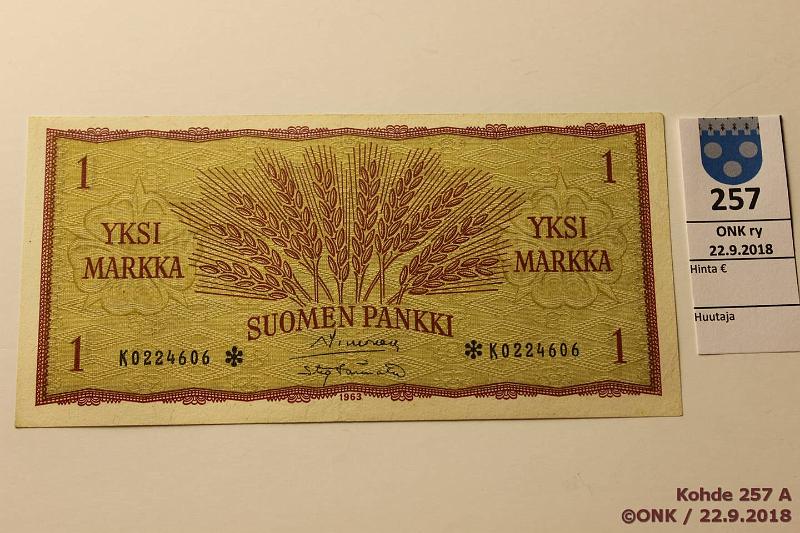 1
1
YKSI
MARKKA
YKSI
MARKKA
SUOMEN PANKKI
1
K0224606 *
* K0224606
1
1963
257
ONK ry
22.9.2018
Hinta €
Huutaja
Kohde 257 A
©ONK / 22.9.2018